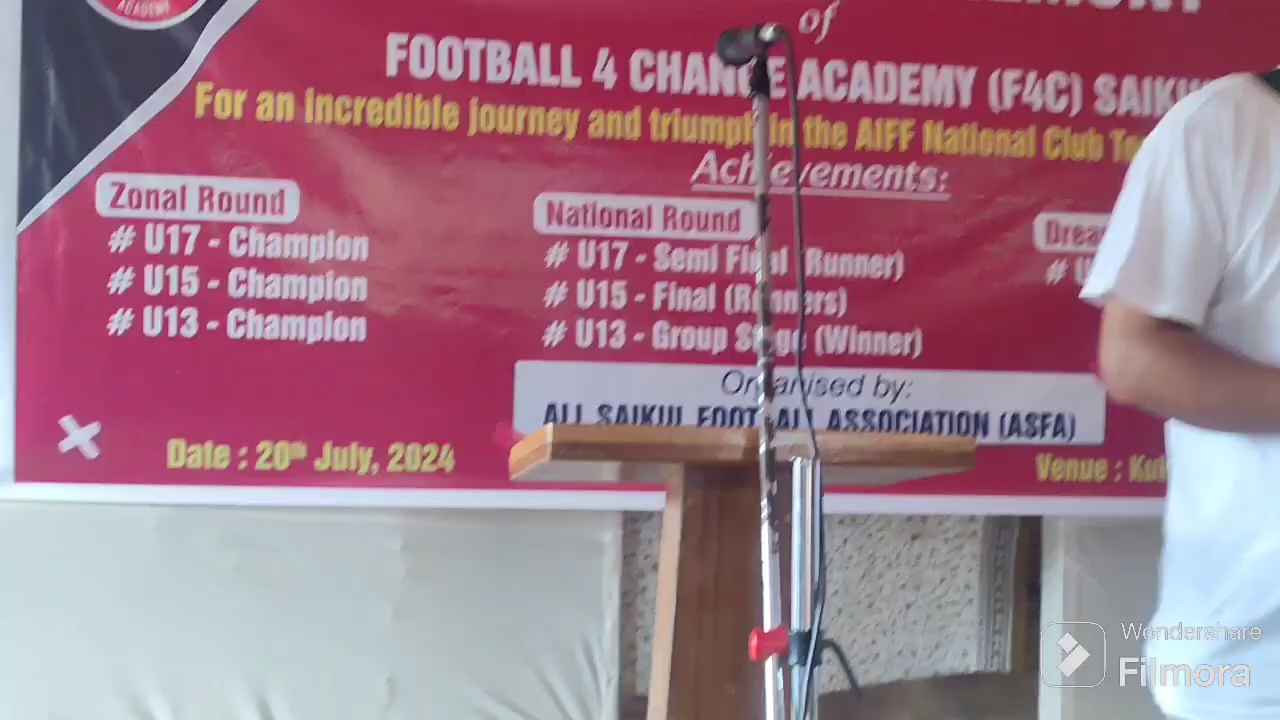 ACADEMY
of
FOOTBALL 4 CHANGE ACADEMY (F4C)
For an incredible journey and triumph in the AIFF National Club
Achievements:
Zonal Round
# U17 - Champion
# U15 - Champion
# U13 - Champion
National Round
# U17 - Semi Final (Runner)
# U15 - Final (Runners)
# U13 - Group Stage (Winner)
#
Organised by:
ALL SAIKUL FOOTBALL ASSOCIATION (ASFA)
Date : 20th July, 2024
Venue :
Wondershare
Filmora